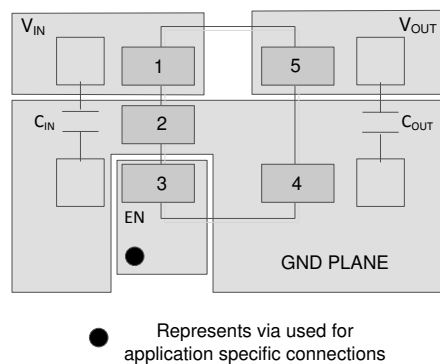 VIN
VOUT
1
5
CIN
2
COUT
3
4
EN
GND PLANE
Represents via used for
application specific connections